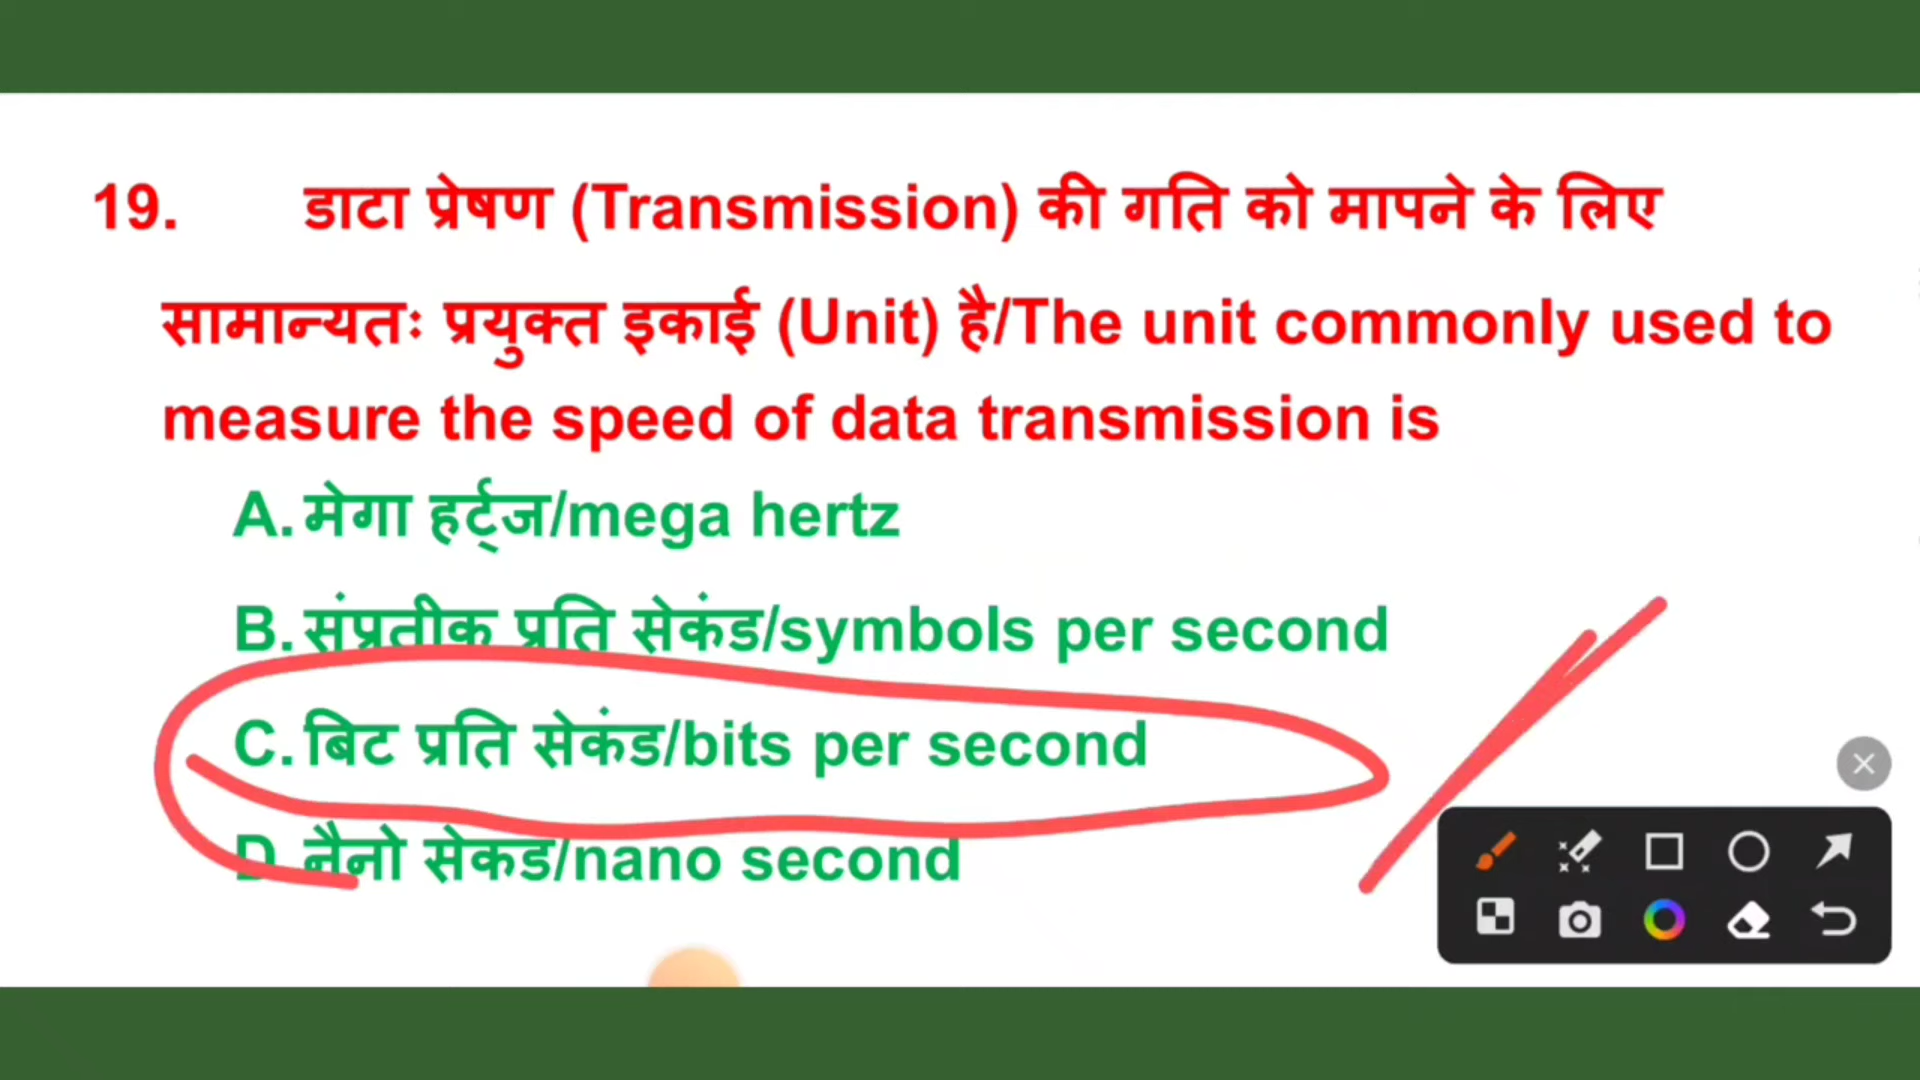 19. डाटा प्रेषण (Transmission) की गति को मापने के लिए
सामान्यतः प्रयुक्त इकाई (Unit) है/The unit commonly used to
measure the speed of data transmission is
A. मेगा हर्ट्ज/mega hertz
B. संप्रतीक प्रति सेकंड/symbols per second
C. बिट प्रति सेकंड/bits per second
D. नैनो सेकंड/nano second